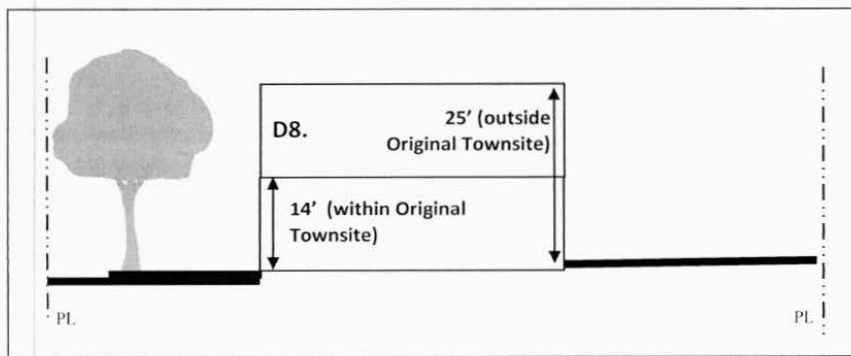 D8.
25’ (outside
Original Townsite)
14’ (within Original
Townsite)
PL
PL